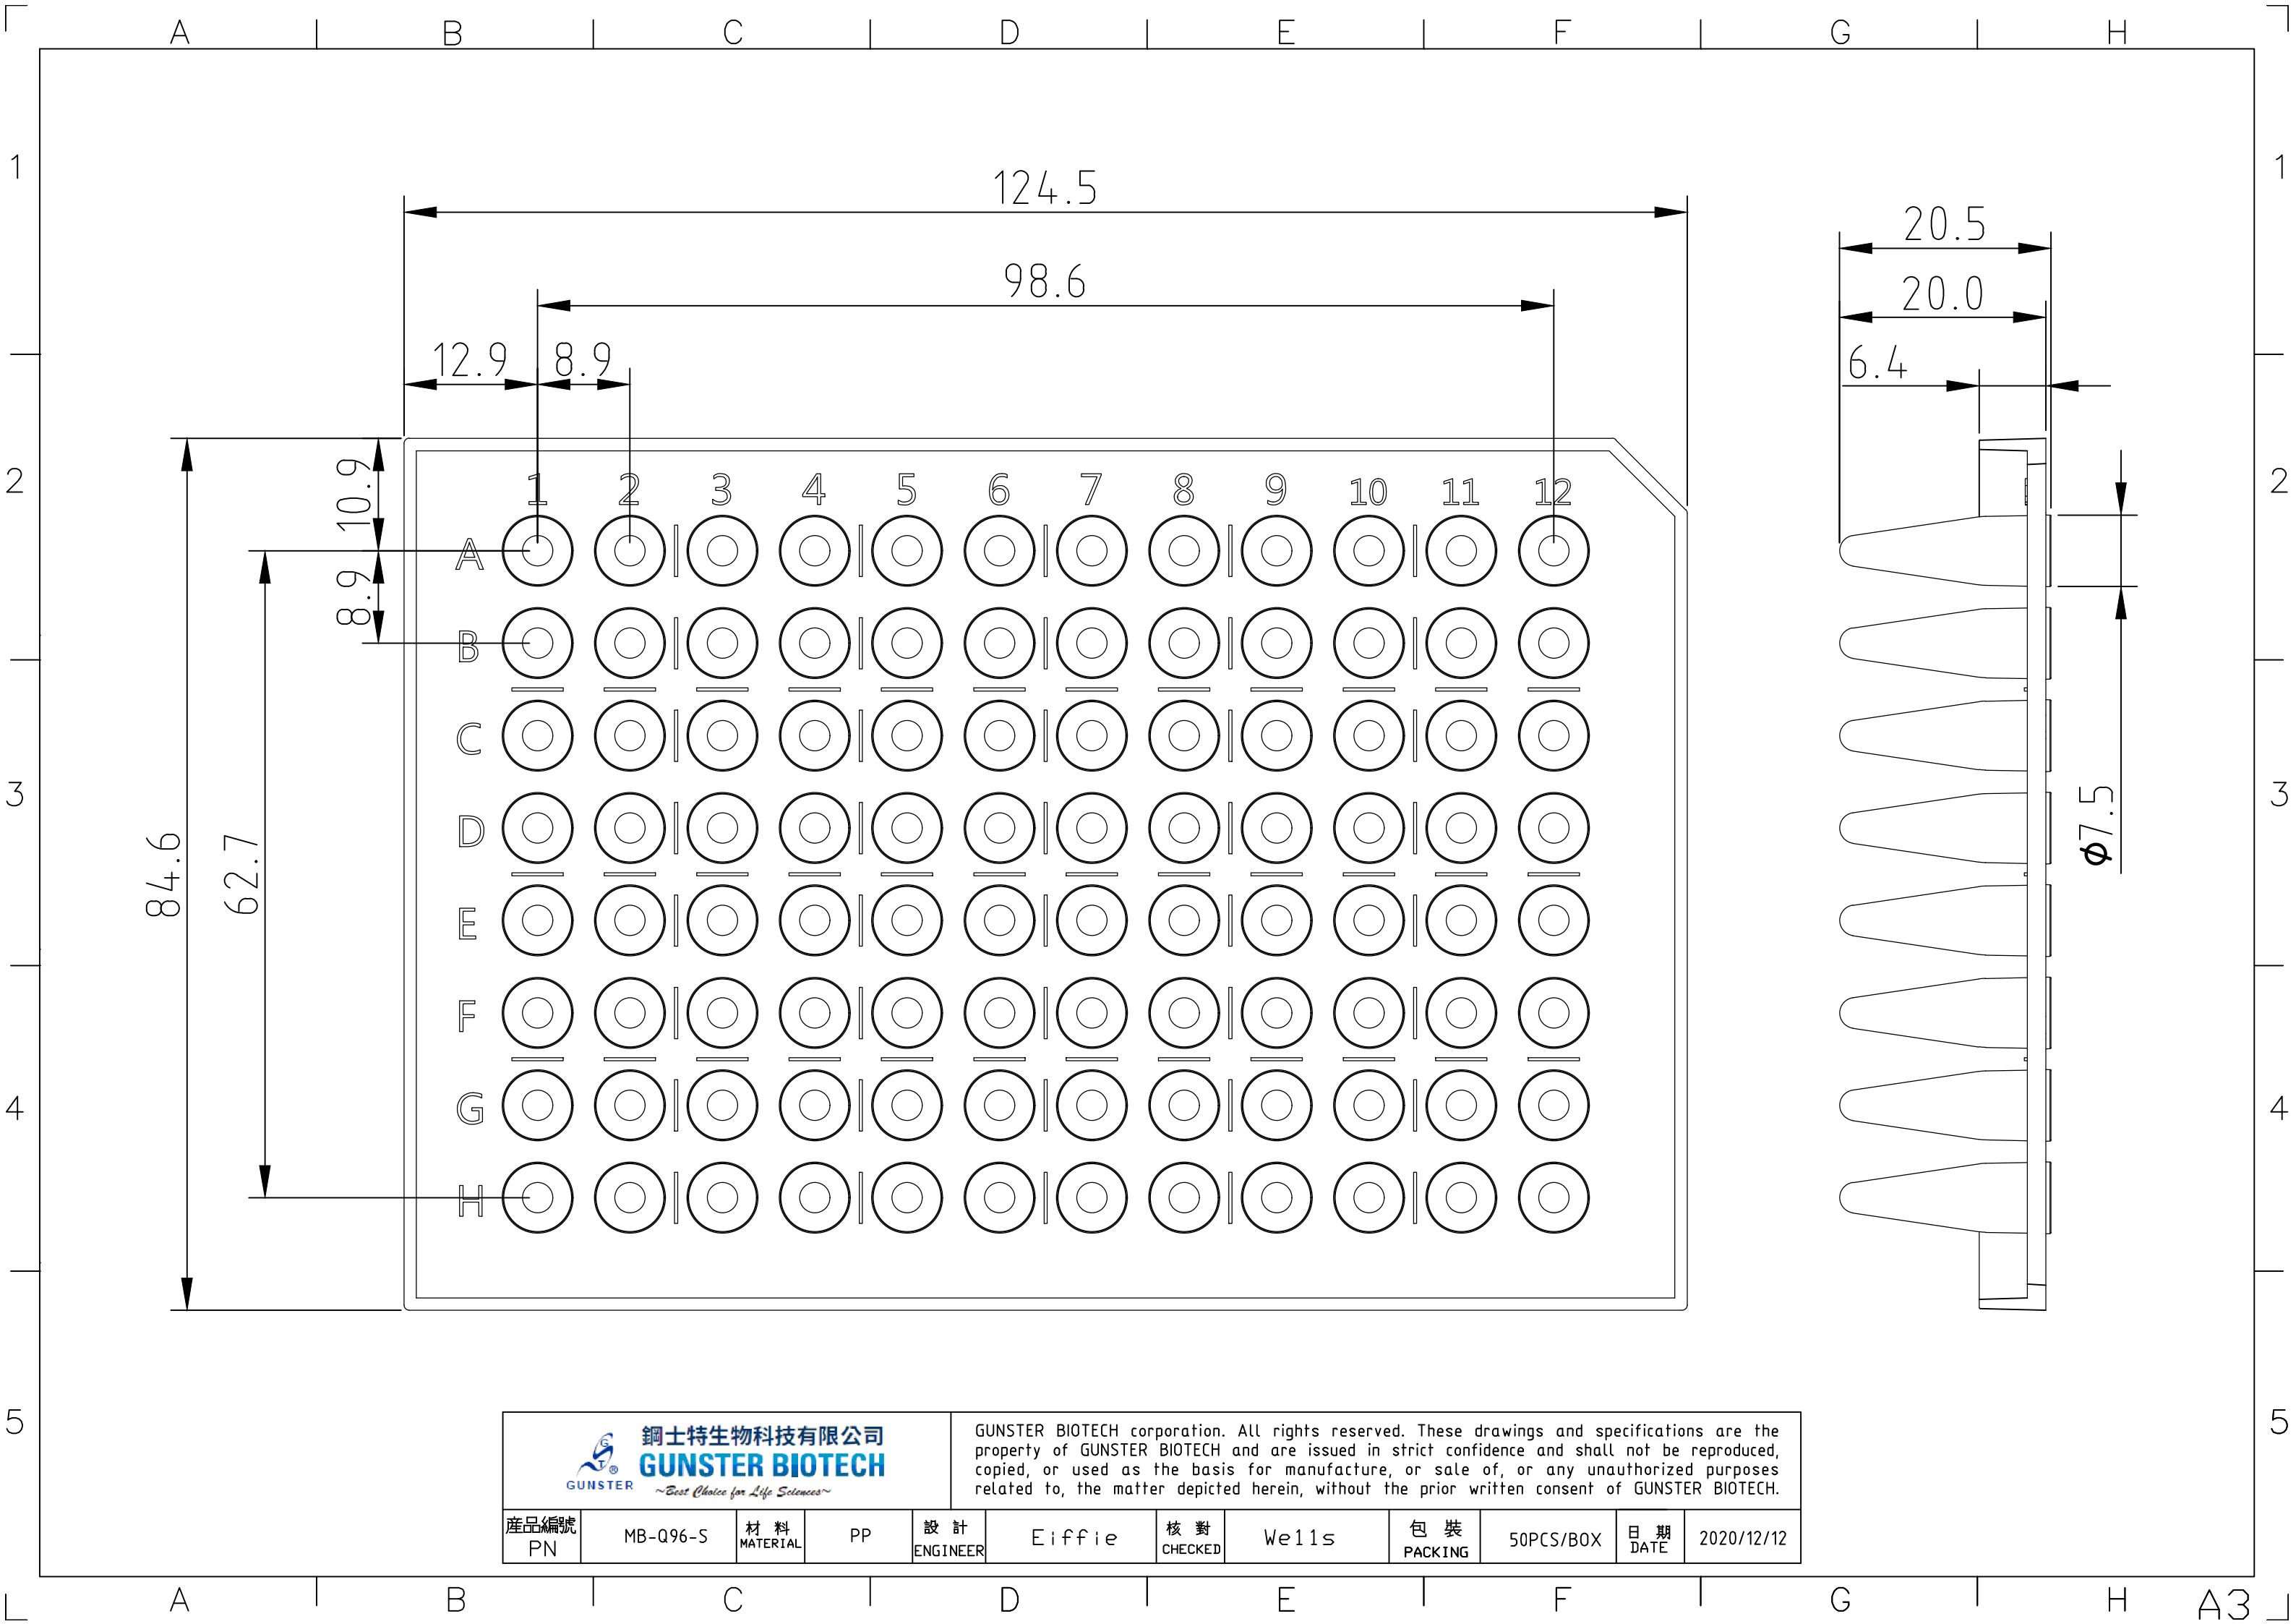 A B C D E F G H
1 1
124.5
20.5
98.6
20.0
12.9 8.9
6.4
10.9
2 2
1 2 3 4 5 6 7 8 9 10 11 12
A
8.9
B
C
3 3
D
φ7.5
84.6
62.7
E
F
4 4
G
H
5 5
鋼士特生物科技有限公司
GUNSTER BIOTECH
~Best Choice for Life Sciences~
G
S
T
®
GUNSTER
GUNSTER BIOTECH corporation. All rights reserved. These drawings and specifications are the
property of GUNSTER BIOTECH and are issued in strict confidence and shall not be reproduced,
copied, or used as the basis for manufacture, or sale of, or any unauthorized purposes
related to, the matter depicted herein, without the prior written consent of GUNSTER BIOTECH.
産品編號 PN
MB-Q96-S
材 料 MATERIAL
PP
設 計 ENGINEER
Eiffie
核 對 CHECKED
We11s
包 裝 PACKING
50PCS/BOX
日 期 DATE
2020/12/12
A B C D E F G H A3